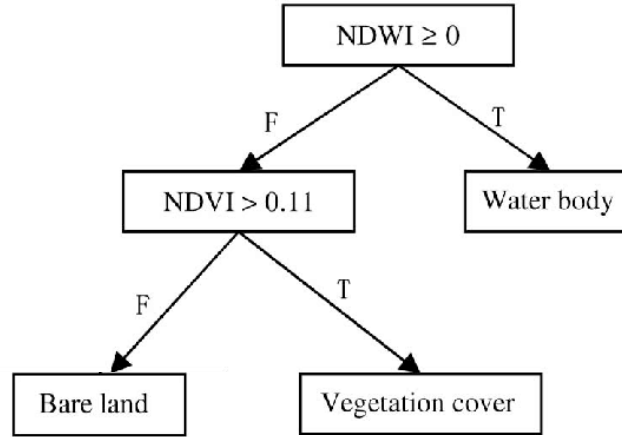 NDWI ≥ 0
F
T
NDVI > 0.11
Water body
F
T
Bare land
Vegetation cover